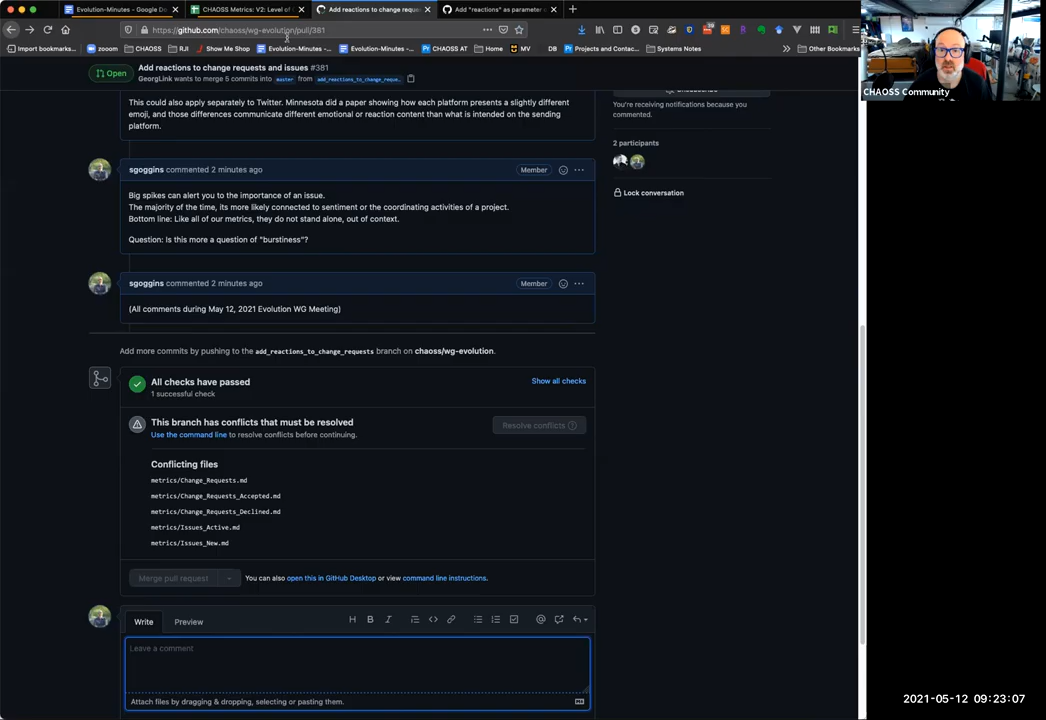 Evolution-Minutes - Google Do
CHAOSS Metrics: V2: Level of
Add reactions to change reque
Add "reactions" as parameter o
https://github.com/chaoss/wg-evolution/pull/381
Import bookmarks...
zoom
CHAOSS
RJI
Show Me Shop
Evolution-Minutes -...
Evolution-Minutes -...
CHAOSS AT
Projects and Contac...
DB
Home
MV
Projects and Contac...
Systems Notes
Other Bookmarks
CHAOSS Community
Open
Add reactions to change requests and issues #381
GeorgLink wants to merge 5 commits into master from add_reactions_to_change_reque…
This could also apply separately to Twitter. Minnesota did a paper showing how each platform presents a slightly different
emoji, and those differences communicate different emotional or reaction content than what is intended on the sending
platform.
You're receiving notifications because you
commented.
2 participants
Lock conversation
sgoggins commented 2 minutes ago
Member
Big spikes can alert you to the importance of an issue.
The majority of the time, its more likely connected to sentiment or the coordinating activities of a project.
Bottom line: Like all of our metrics, they do not stand alone, out of context.
Question: Is this more a question of "burstiness"?
sgoggins commented 2 minutes ago
Member
(All comments during May 12, 2021 Evolution WG Meeting)
Add more commits by pushing to the add_reactions_to_change_requests branch on chaoss/wg-evolution.
All checks have passed
Show all checks
1 successful check
This branch has conflicts that must be resolved
Resolve conflicts
Use the command line to resolve conflicts before continuing.
Conflicting files
metrics/Change_Requests.md
metrics/Change_Requests_Accepted.md
metrics/Change_Requests_Declined.md
metrics/Issues_Active.md
metrics/Issues_New.md
Merge pull request
You can also open this in GitHub Desktop or view command line instructions.
Write
Preview
Leave a comment
Attach files by dragging & dropping, selecting or pasting them.
2021-05-12 09:23:07